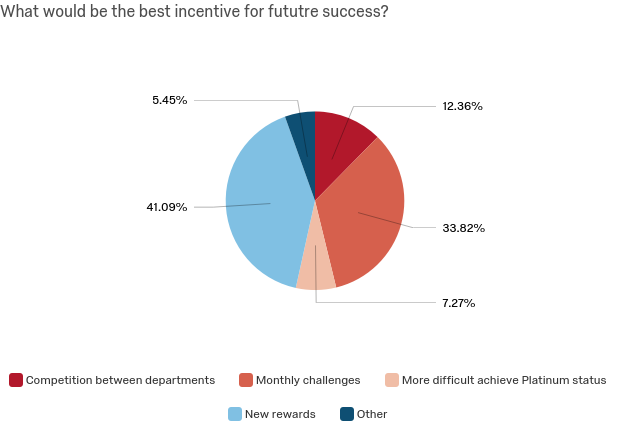 What would be the best incentive for fututre success?
5.45%
12.36%
41.09%
33.82%
7.27%
Competition between departments Monthly challenges More difficult achieve Platinum status
New rewards Other